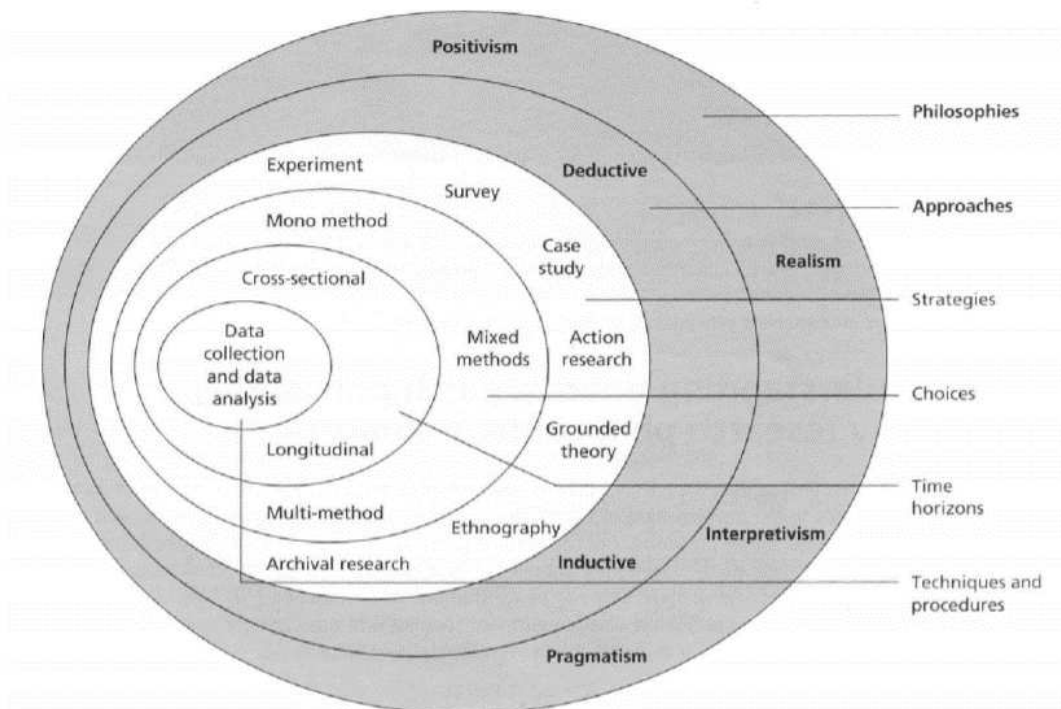 Positivism
Philosophies
Experiment
Deductive
Survey
Approaches
Mono method
Case
study
Realism
Cross-sectional
Strategies
Data
collection
and data
analysis
Mixed
methods
Action
research
Choices
Grounded
theory
Longitudinal
Time
horizons
Multi-method
Ethnography
Interpretivism
Archival research
Inductive
Techniques and
procedures
Pragmatism